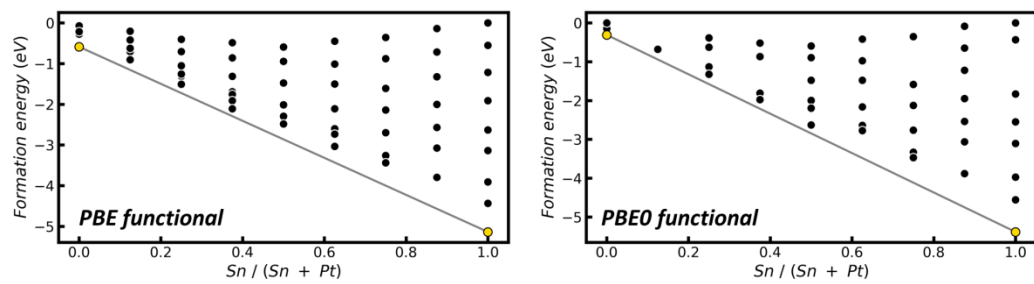 Formation energy (eV)
0
−1
−2
−3
−4
−5
PBE functional
0.0 0.2 0.4 0.6 0.8 1.0
Sn / (Sn + Pt)
Formation energy (eV)
0
−1
−2
−3
−4
−5
PBE0 functional
0.0 0.2 0.4 0.6 0.8 1.0
Sn / (Sn + Pt)